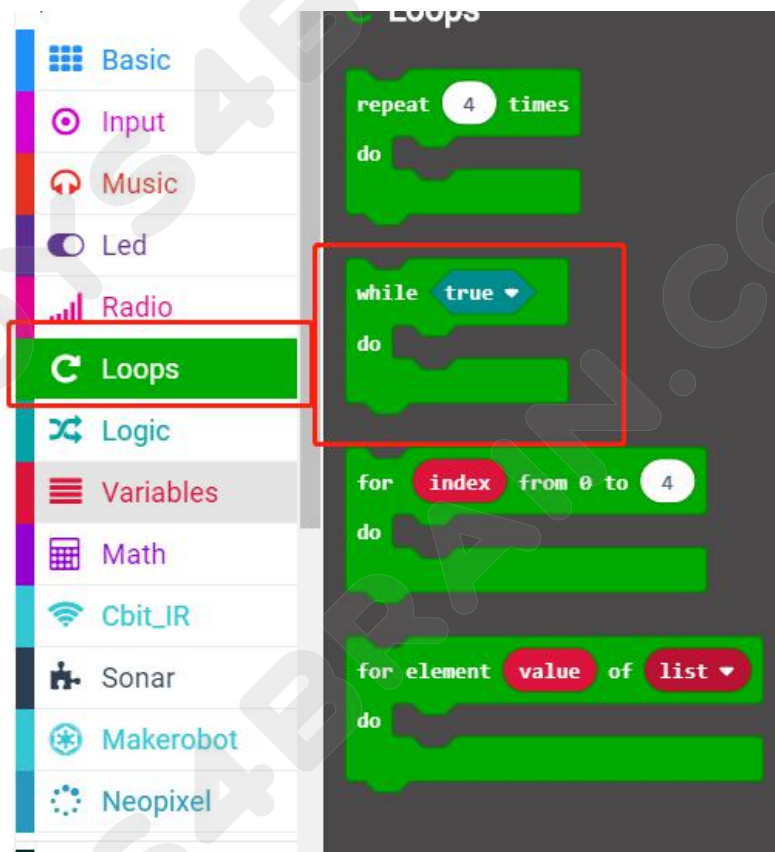 Basic
Input
Music
Led
Radio
Loops
Logic
Variables
Math
Cbit_IR
Sonar
Makerobot
Neopixel
Loops
repeat 4 times
do
while true
do
for index from 0 to 4
do
for element value of list
do